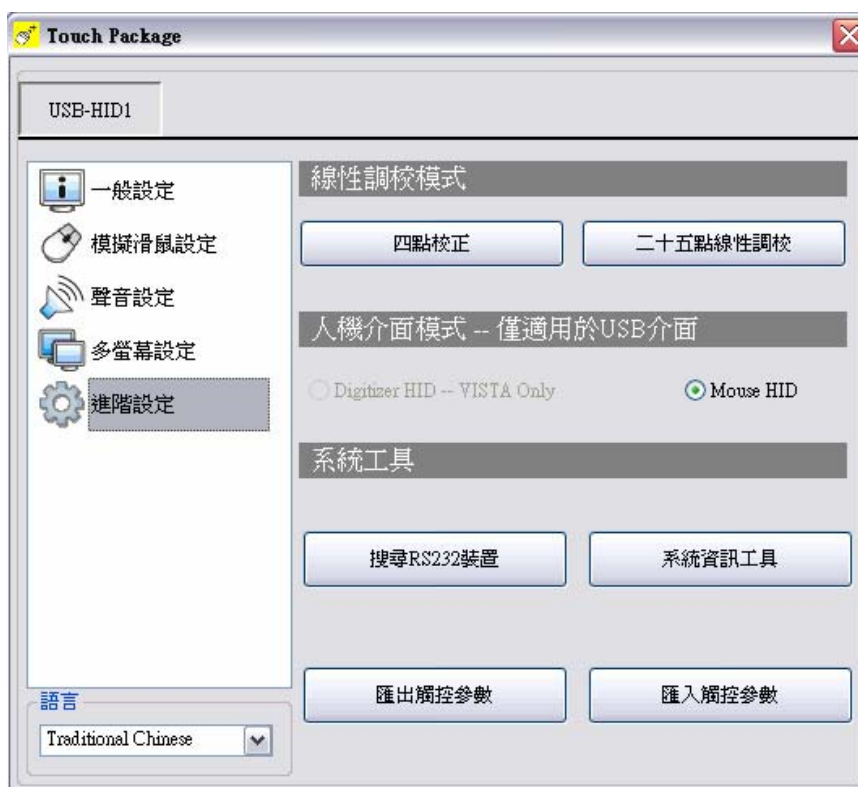 Touch Package
USB-HID1
一般設定
模擬滑鼠設定
聲音設定
多螢幕設定
進階設定
語言
Traditional Chinese
線性調校模式
四點校正
二十五點線性調校
人機介面模式 -- 僅適用於USB介面
Digitizer HID -- VISTA Only
Mouse HID
系統工具
搜尋RS232裝置
系統資訊工具
匯出觸控參數
匯入觸控參數